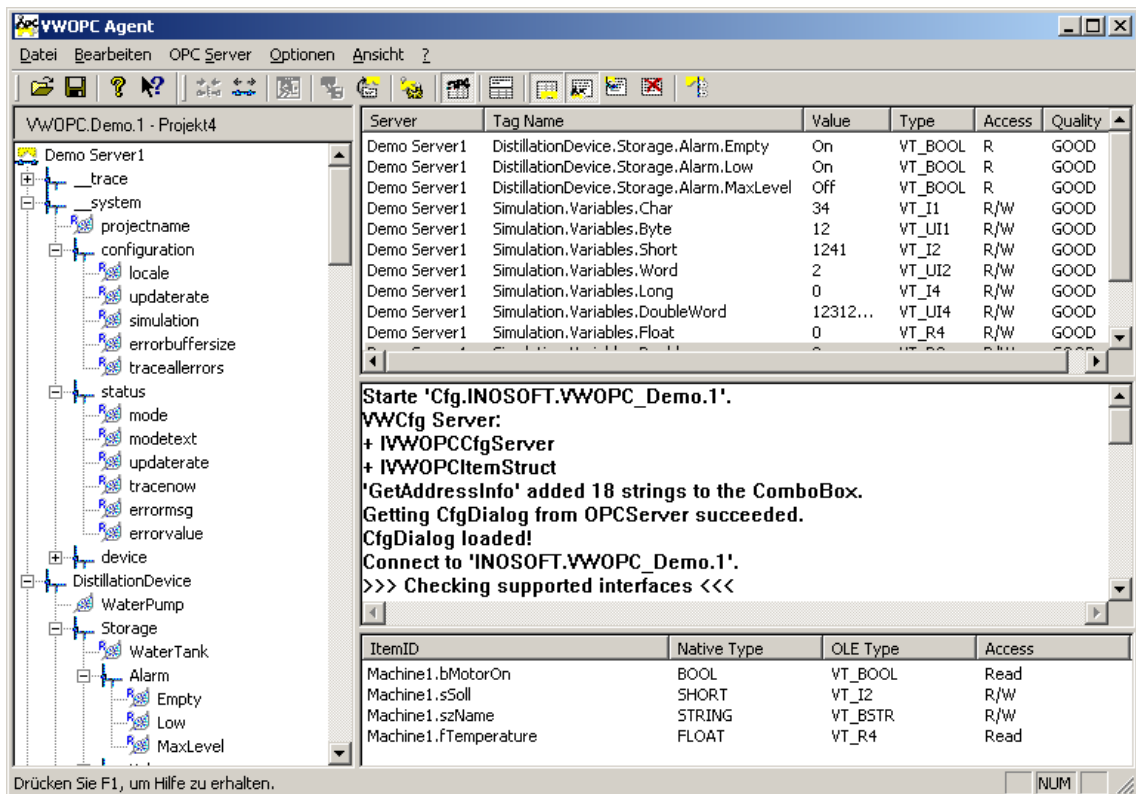 VWOPC Agent
Datei Bearbeiten OPC Server Optionen Ansicht ?
VWOPC.Demo.1 - Projekt4
Demo Server1
__trace
__system
projectname
configuration
locale
updaterate
simulation
errorbuffersize
traceallerrors
status
mode
modetext
updaterate
tracenow
errormsg
errorvalue
device
DistillationDevice
WaterPump
Storage
WaterTank
Alarm
Empty
Low
MaxLevel
Server Tag Name Value Type Access Quality
Demo Server1 DistillationDevice.Storage.Alarm.Empty On VT_BOOL R GOOD
Demo Server1 DistillationDevice.Storage.Alarm.Low On VT_BOOL R GOOD
Demo Server1 DistillationDevice.Storage.Alarm.MaxLevel Off VT_BOOL R GOOD
Demo Server1 Simulation.Variables.Char 34 VT_I1 R/W GOOD
Demo Server1 Simulation.Variables.Byte 12 VT_UI1 R/W GOOD
Demo Server1 Simulation.Variables.Short 1241 VT_I2 R/W GOOD
Demo Server1 Simulation.Variables.Word 2 VT_UI2 R/W GOOD
Demo Server1 Simulation.Variables.Long 0 VT_I4 R/W GOOD
Demo Server1 Simulation.Variables.DoubleWord 12312... VT_UI4 R/W GOOD
Demo Server1 Simulation.Variables.Float 0 VT_R4 R/W GOOD
Starte 'Cfg.INOSOFT.VWOPC_Demo.1'.
VWCfg Server:
+ IVWOPCCfgServer
+ IVWOPCItemStruct
'GetAddressInfo' added 18 strings to the ComboBox.
Getting CfgDialog from OPCServer succeeded.
CfgDialog loaded!
Connect to 'INOSOFT.VWOPC_Demo.1'.
>>> Checking supported interfaces <<<
ItemID Native Type OLE Type Access
Machine1.bMotorOn BOOL VT_BOOL Read
Machine1.sSoll SHORT VT_I2 R/W
Machine1.szName STRING VT_BSTR R/W
Machine1.fTemperature FLOAT VT_R4 Read
Drücken Sie F1, um Hilfe zu erhalten.
NUM